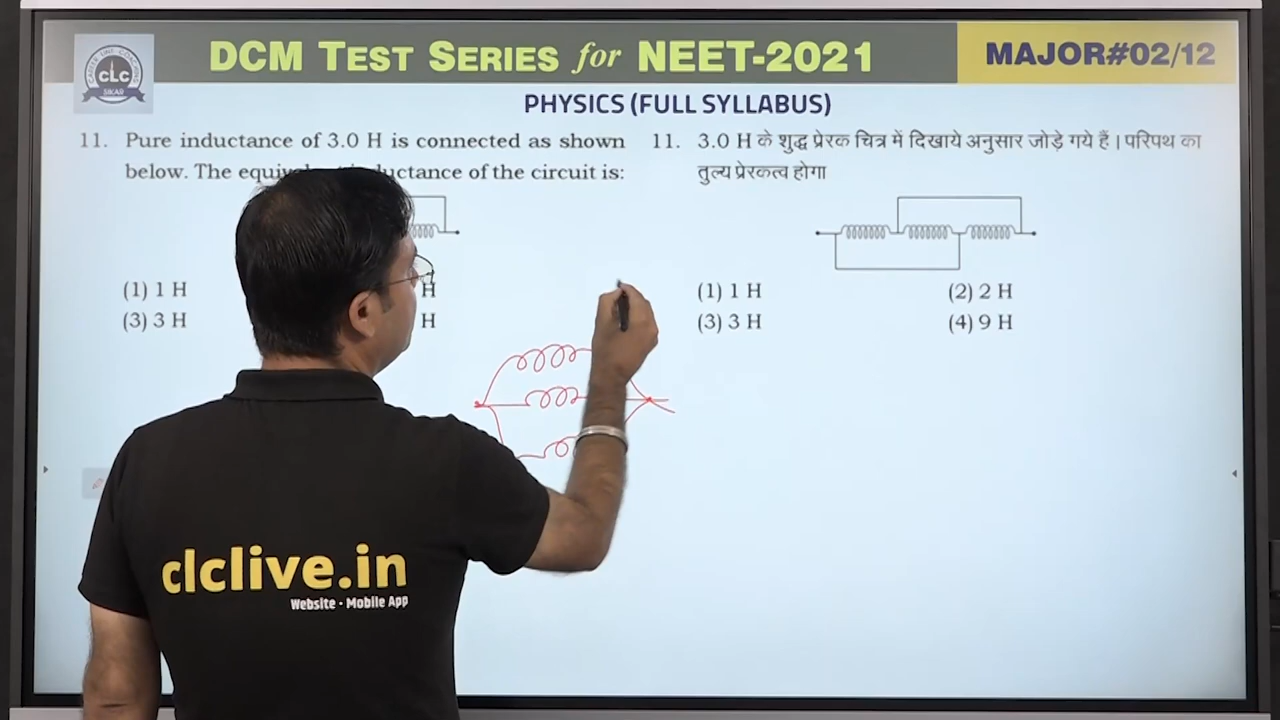 DCM TEST SERIES for NEET-2021
MAJOR#02/12
CLC
SIKAR
PHYSICS (FULL SYLLABUS)
11. Pure inductance of 3.0 H is connected as shown
below. The of the circuit is:
(1) 1 H
H
(3) 3 H
H
11. 3.0 H के शुद्ध प्रेरक चित्र में दिखाये अनुसार जोड़े गये हैं। परिपथ का
तुल्य प्रेरकत्व होगा
(1) 1 H (2) 2 H
(3) 3 H (4) 9 H
clclive.in
Website · Mobile App